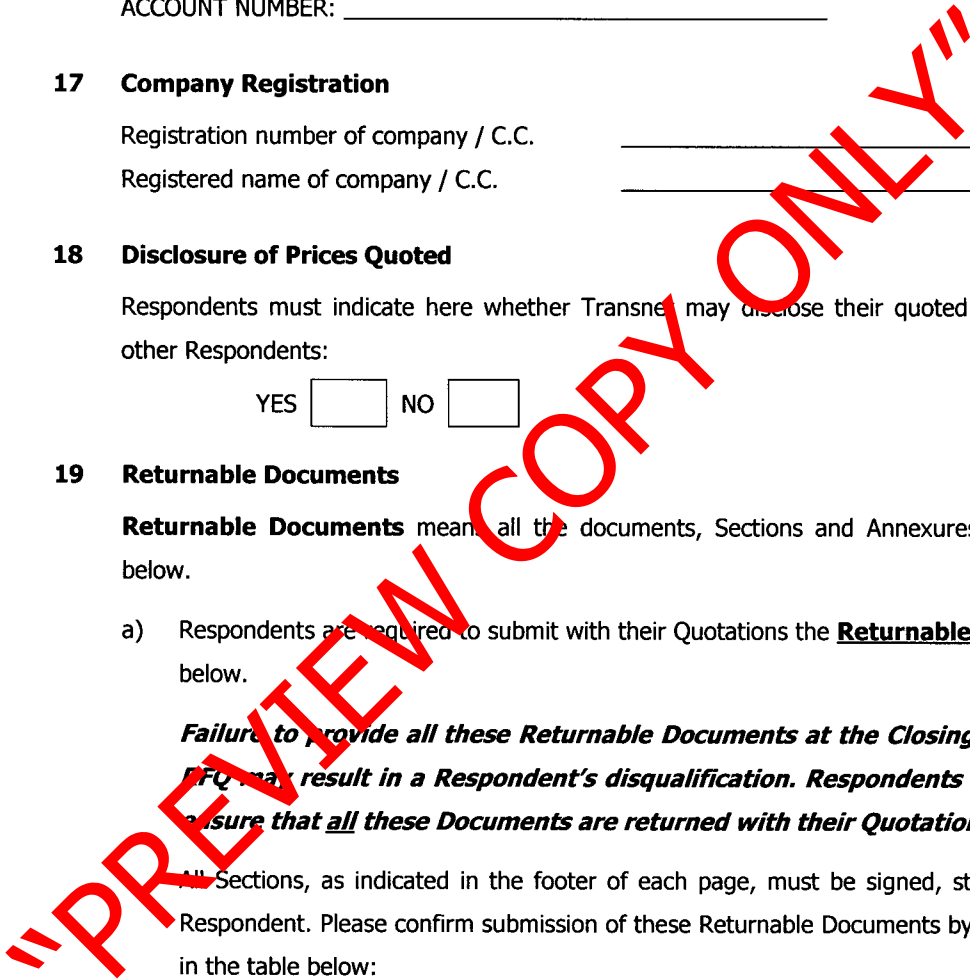 ACCOUNT NUMBER:
17 Company Registration
Registration number of company / C.C.
Registered name of company / C.C.
18 Disclosure of Prices Quoted
Respondents must indicate here whether Transnet may disclose their quoted
other Respondents:
YES NO
19 Returnable Documents
Returnable Documents means all the documents, Sections and Annexures
below.
a) Respondents are required to submit with their Quotations the Returnable
below.
Failure to provide all these Returnable Documents at the Closing
RFQ may result in a Respondent's disqualification. Respondents
ensure that all these Documents are returned with their Quotation
All Sections, as indicated in the footer of each page, must be signed, st
Respondent. Please confirm submission of these Returnable Documents by
in the table below:
"PREVIEW COPY ONLY"